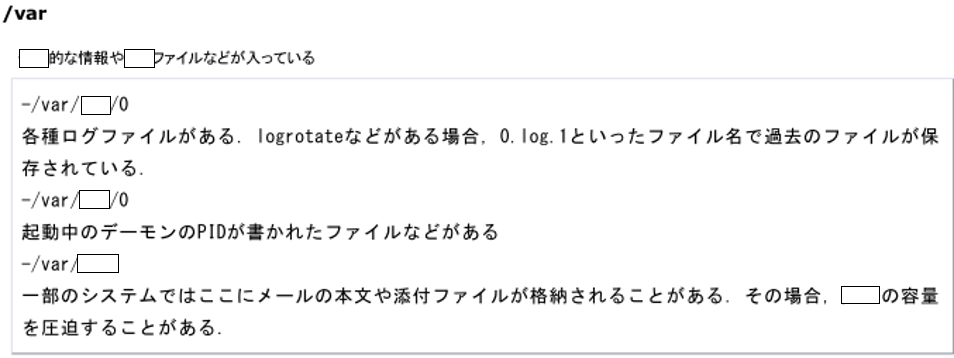 /var
的な情報やファイルなどが入っている
-/var//0
各種ログファイルがある. logrotateなどがある場合, 0.log.1といったファイル名で過去のファイルが保
存されている.
-/var//0
起動中のデーモンのPIDが書かれたファイルなどがある
-/var/
一部のシステムではここにメールの本文や添付ファイルが格納されることがある. その場合, の容量
を圧迫することがある.